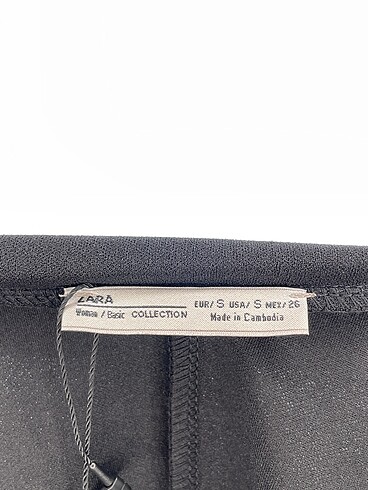 ZARA
Woman / Basic COLLECTION
EUR/ S USA/ S MEX/ 26
Made in Cambodia